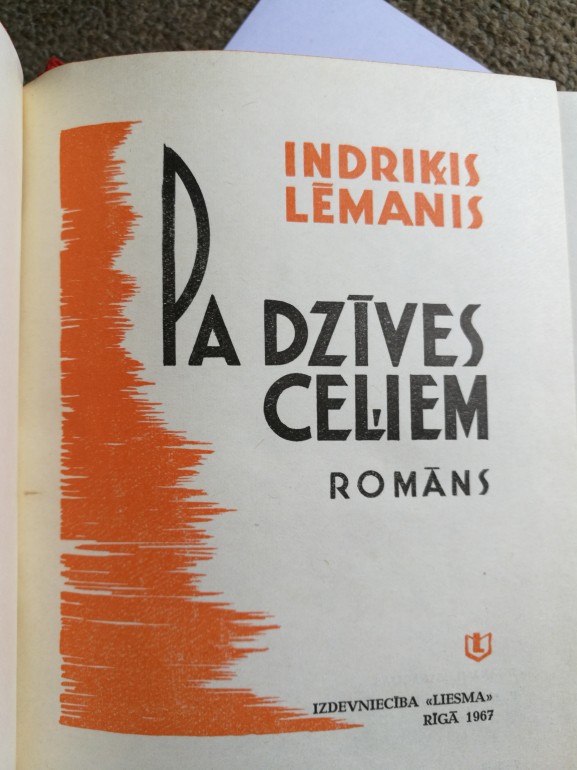 INDRIĶIS
LĒMANIS
PA DZĪVES
CEĻIEM
ROMĀNS
IZDEVNIECĪBA «LIESMA»
RĪGĀ 1967